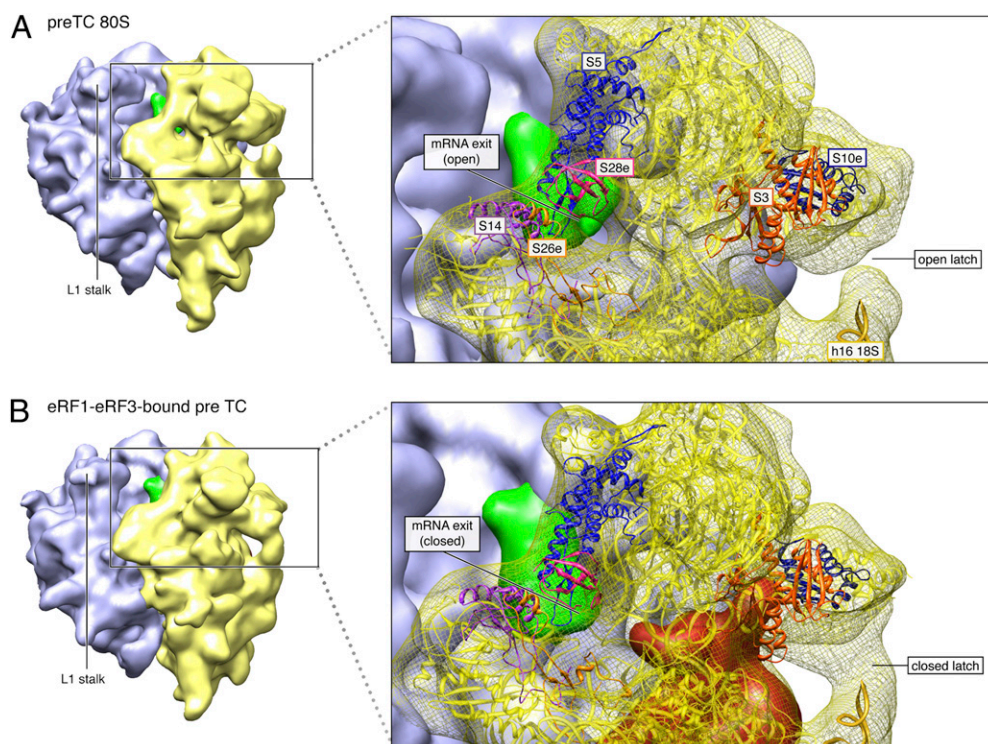 A
preTC 80S
L1 stalk
S5
mRNA exit
(open)
S28e
S10e
S3
S14
S26e
open latch
h16 18S
B
eRF1-eRF3-bound pre TC
L1 stalk
mRNA exit
(closed)
closed latch